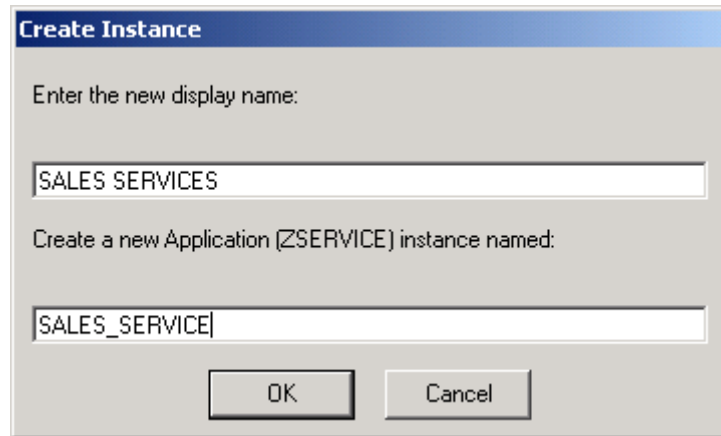 Create Instance
Enter the new display name:
SALES SERVICES
Create a new Application (ZSERVICE) instance named:
SALES_SERVICE
OK Cancel